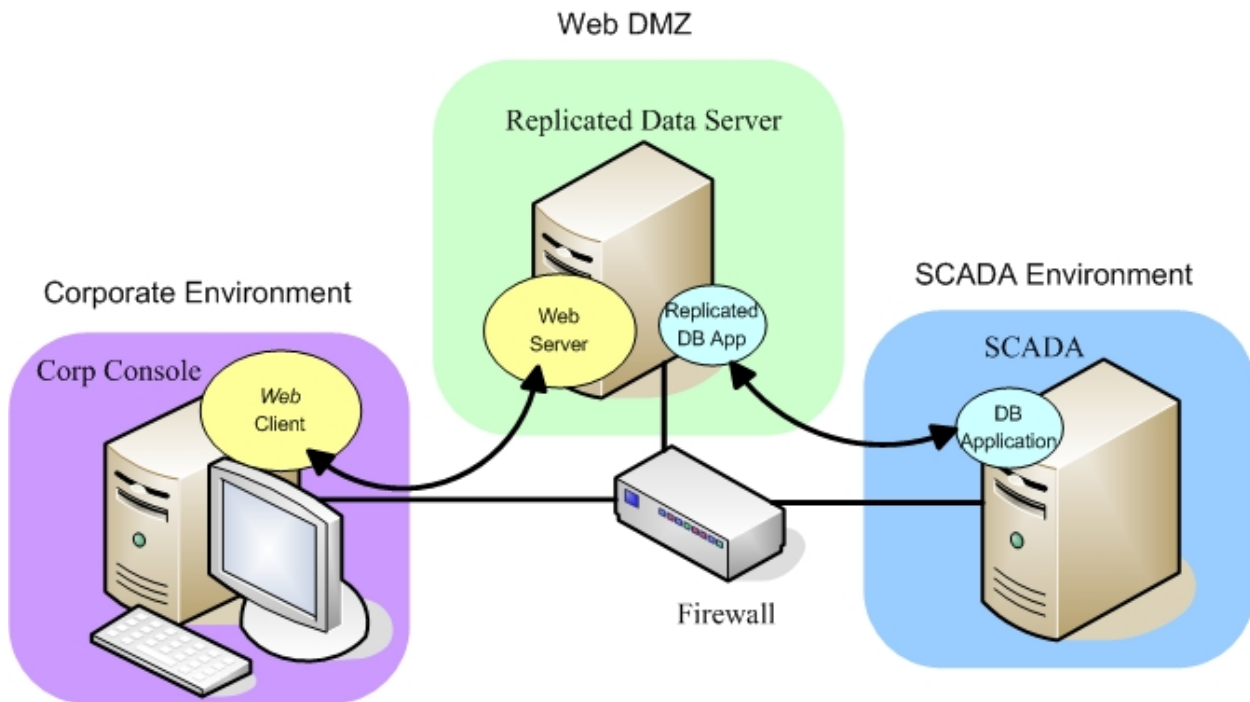 Web DMZ
Replicated Data Server
Web
Server
Replicated
DB App
Corporate Environment
Corp Console
Web
Client
SCADA Environment
SCADA
DB
Application
Firewall